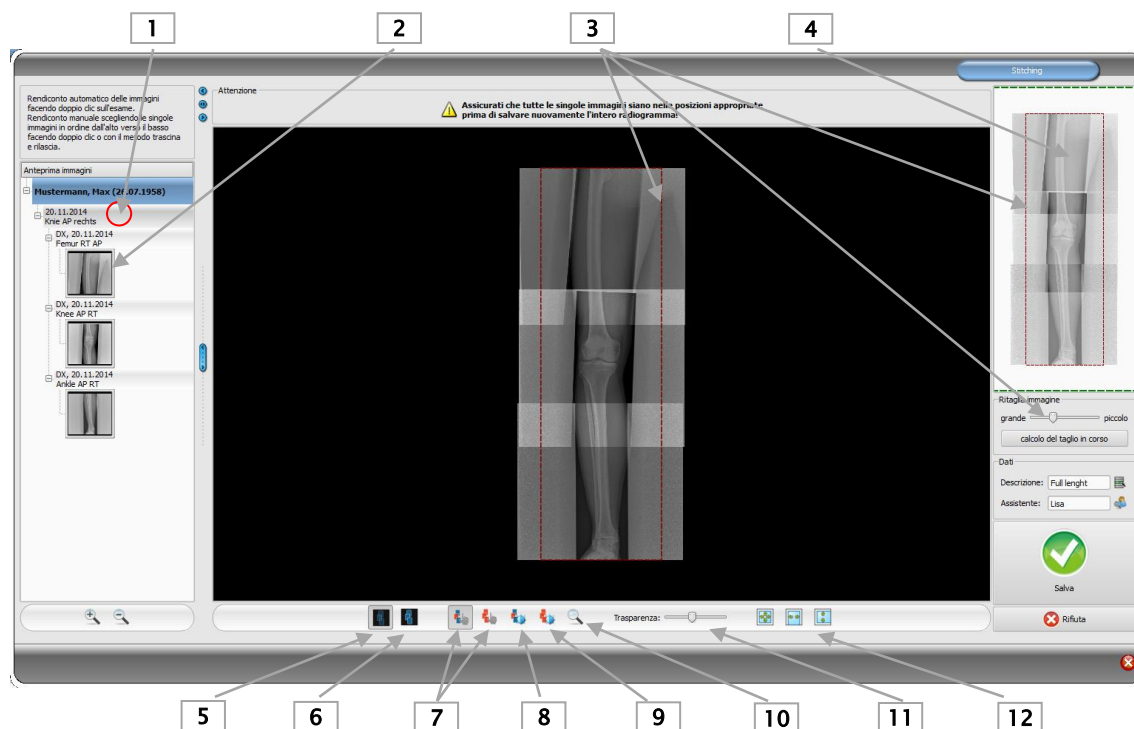 1
2
3
4
Stitching
Rendiconto automatico delle immagini
facendo doppio clic sull'esame.
Rendiconto manuale scegliendo le singole
immagini in ordine dall'alto verso il basso
facendo doppio clic o con il metodo trascina
e rilascia.
Attenzione
Assicurati che tutte le singole immagini siano nelle posizioni appropriate
prima di salvare nuovamente l'intero radiogramma!
Anteprima immagini
Mustermann, Max (26.07.1958)
20.11.2014
Knie AP rechts
DX, 20.11.2014
Femur RT AP
DX, 20.11.2014
Knee AP RT
DX, 20.11.2014
Ankle AP RT
Ritaglia immagine
grande
piccolo
calcolo del taglio in corso
Dati
Descrizione: Full lenght
Assistente: Lisa
Salva
Rifiuta
Trasparenza:
5
6
7
8
9
10
11
12